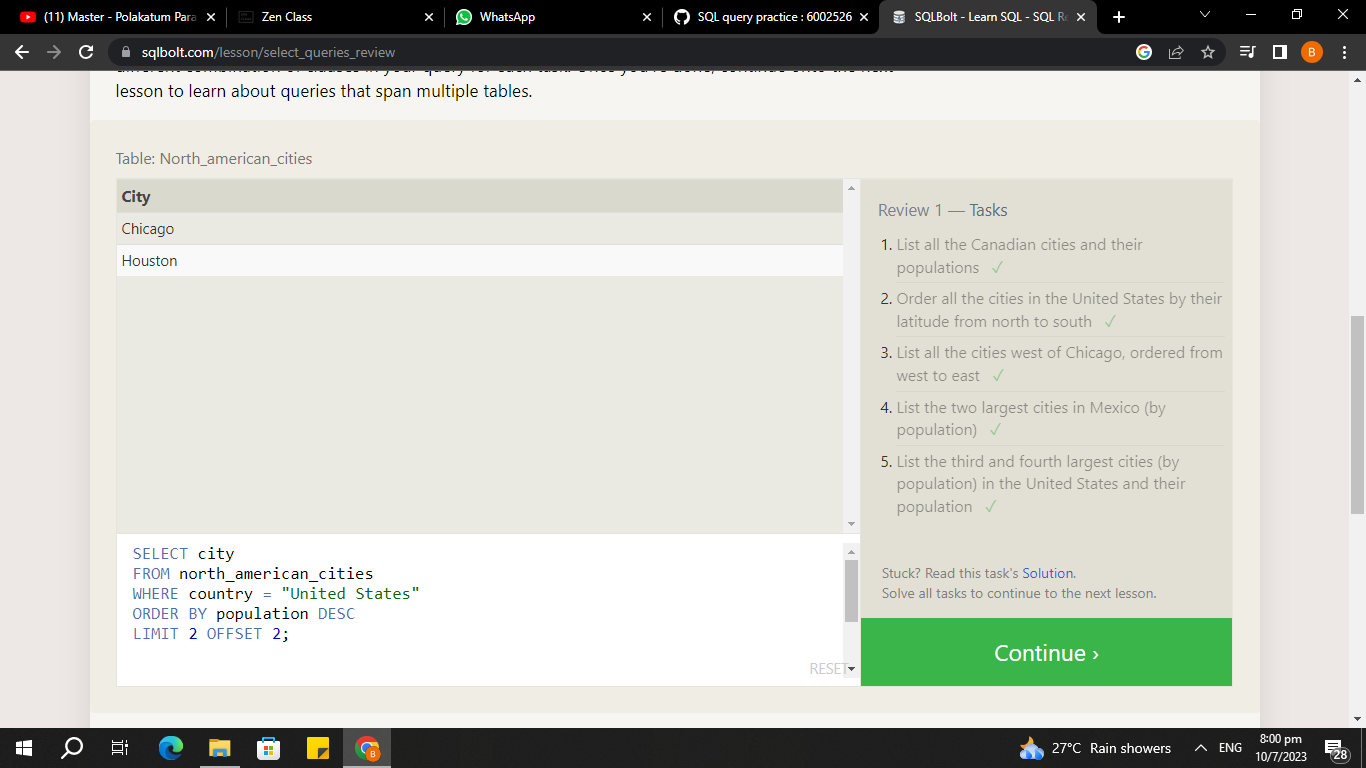 (11) Master - Polakatum Para
Zen Class
WhatsApp
SQL query practice : 6002526
SQLBolt - Learn SQL - SQL Re
sqlbolt.com/lesson/select_queries_review
B
lesson to learn about queries that span multiple tables.
Table: North_american_cities
City
Chicago
Houston
Review 1 — Tasks
1. List all the Canadian cities and their
populations ✓
2. Order all the cities in the United States by their
latitude from north to south ✓
3. List all the cities west of Chicago, ordered from
west to east ✓
4. List the two largest cities in Mexico (by
population) ✓
5. List the third and fourth largest cities (by
population) in the United States and their
population ✓
SELECT city
FROM north_american_cities
WHERE country = "United States"
ORDER BY population DESC
LIMIT 2 OFFSET 2;
RESET
Stuck? Read this task's Solution.
Solve all tasks to continue to the next lesson.
Continue ›
27°C Rain showers
ENG
8:00 pm
10/7/2023
28